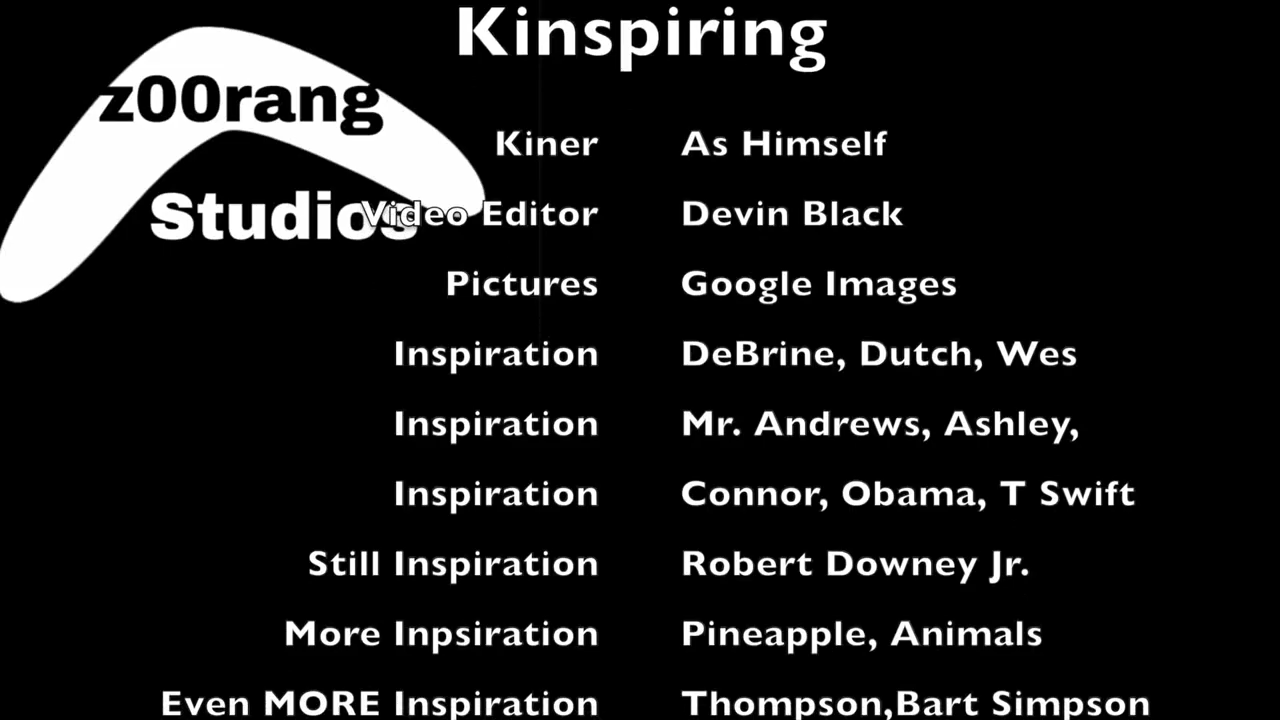 Kinspiring
z00rang
Studios
Kiner As Himself
Video Editor Devin Black
Pictures Google Images
Inspiration DeBrine, Dutch, Wes
Inspiration Mr. Andrews, Ashley,
Inspiration Connor, Obama, T Swift
Still Inspiration Robert Downey Jr.
More Inpsiration Pineapple, Animals
Even MORE Inspiration Thompson,Bart Simpson